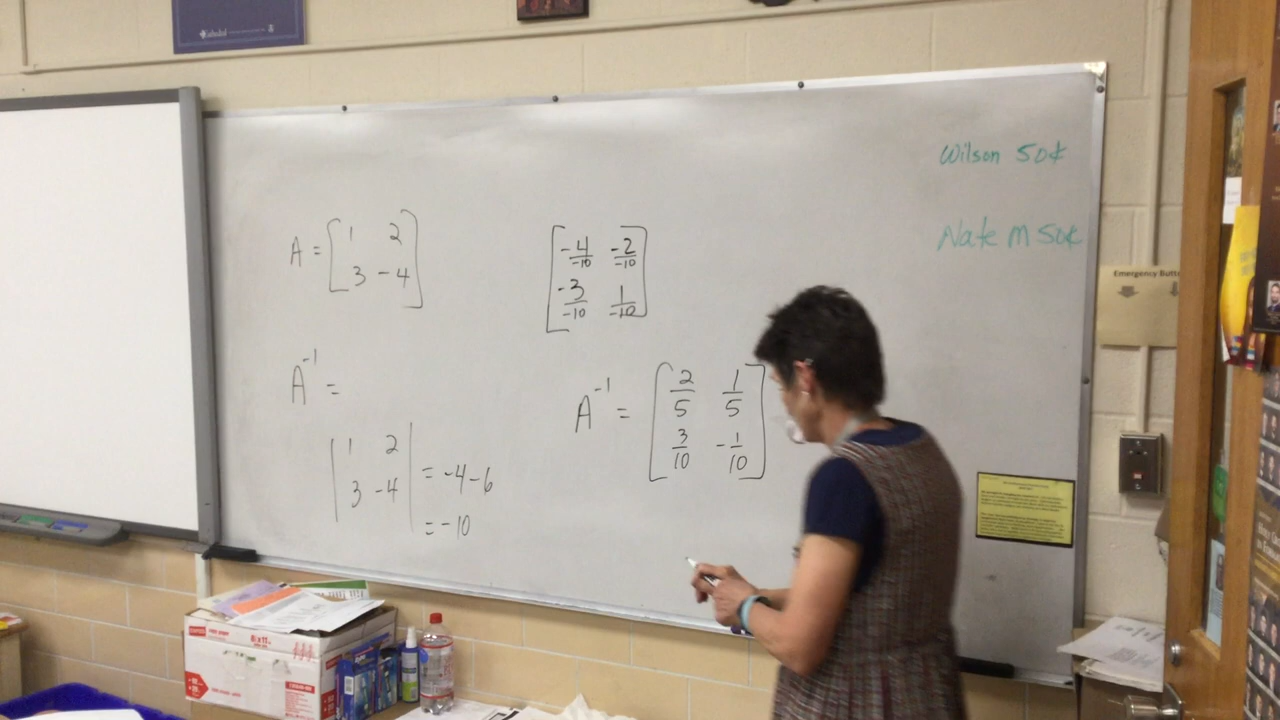 Wilson 50¢
Nate M 50¢
A = [1 2
3 -4]
[-4/-10 -2/-10
-3/-10 1/-10]
A⁻¹ =
A⁻¹ = [2/5 1/5
3/10 -1/10]
|1 2
3 -4| = -4-6
= -10
Emergency